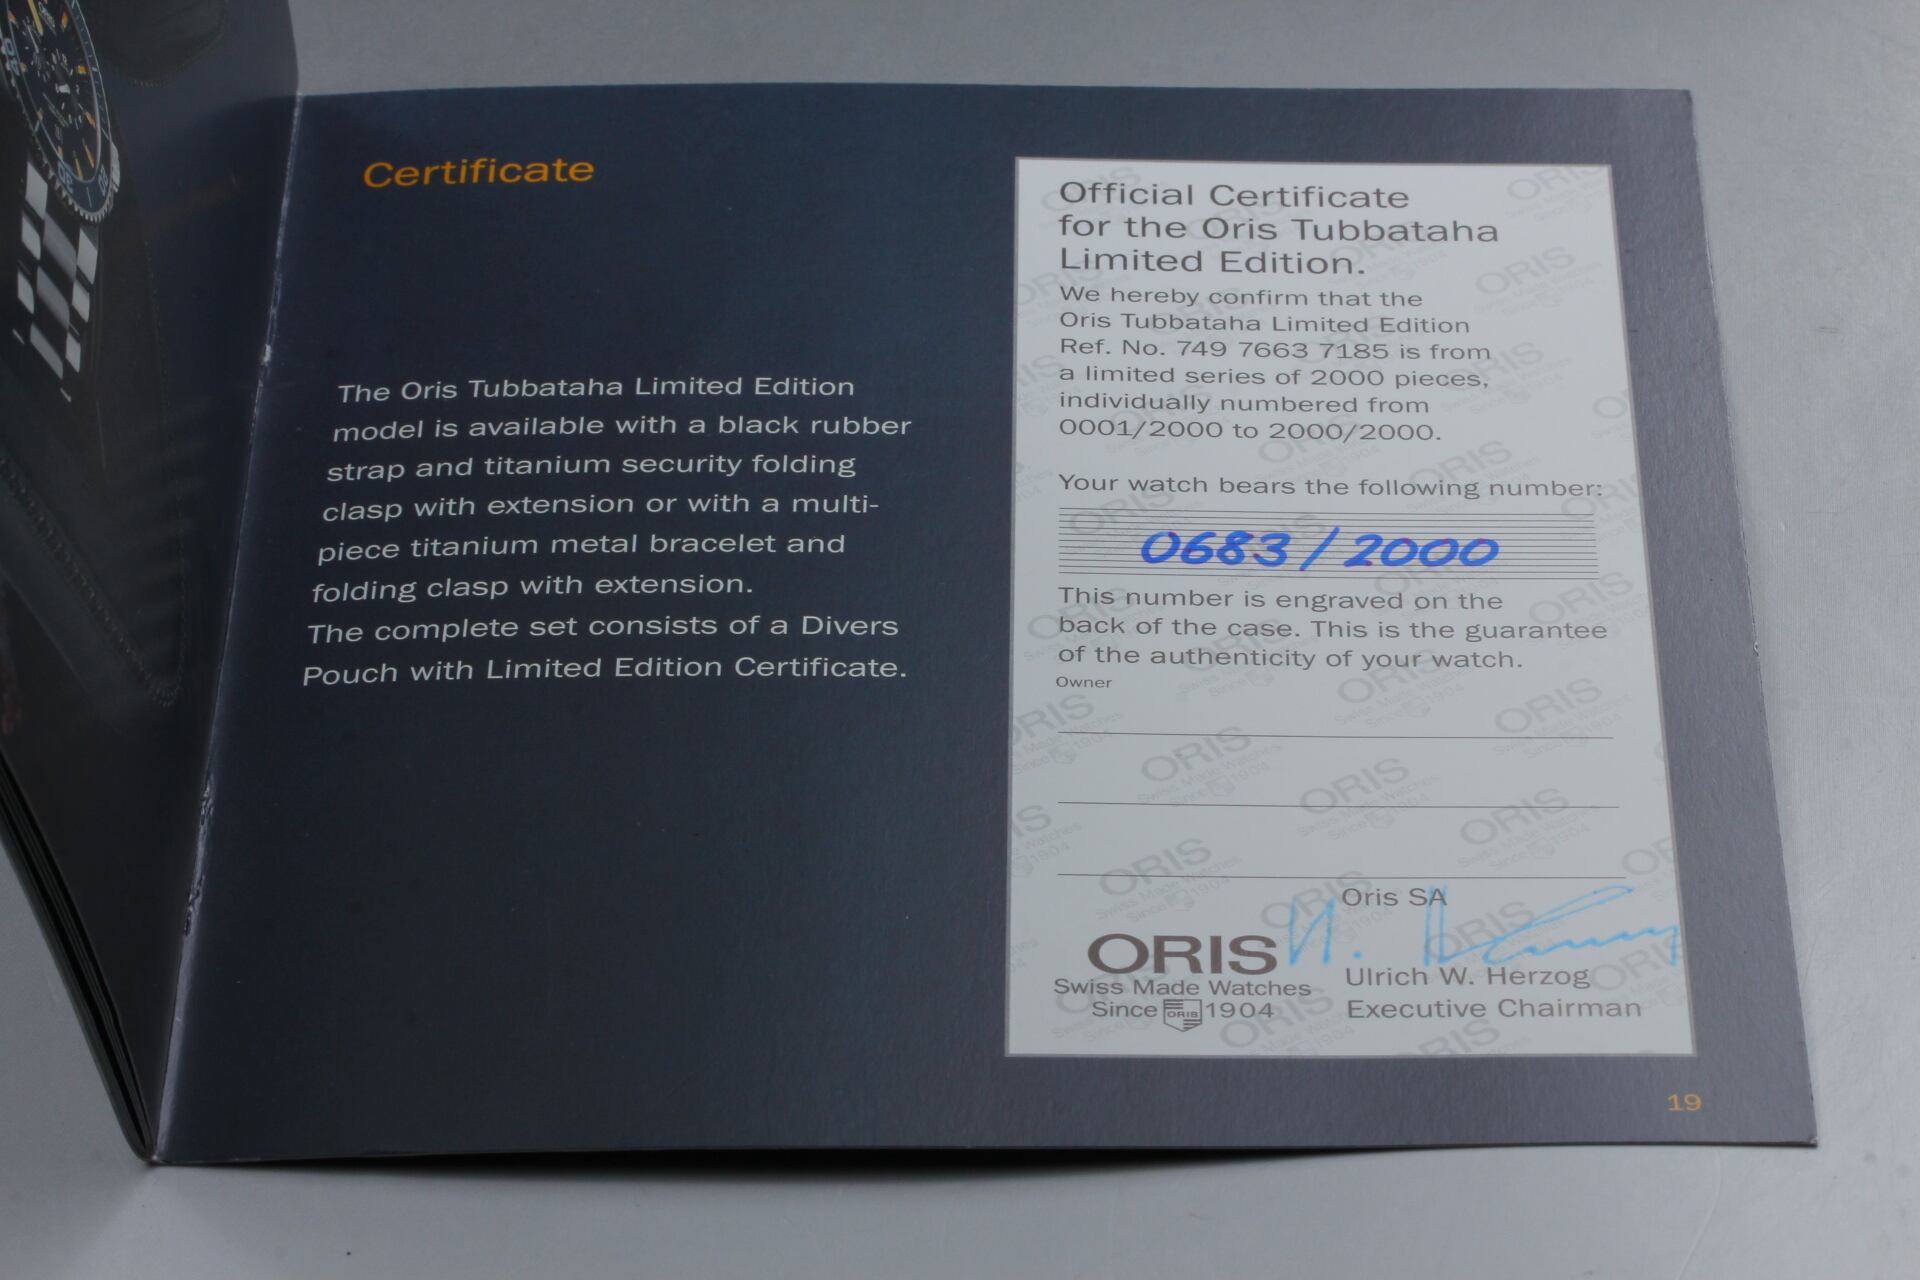 Certificate
The Oris Tubbataha Limited Edition
model is available with a black rubber
strap and titanium security folding
clasp with extension or with a multi-
piece titanium metal bracelet and
folding clasp with extension.
The complete set consists of a Divers
Pouch with Limited Edition Certificate.
Official Certificate
for the Oris Tubbataha
Limited Edition.
We hereby confirm that the
Oris Tubbataha Limited Edition
Ref. No. 749 7663 7185 is from
a limited series of 2000 pieces,
individually numbered from
0001/2000 to 2000/2000.
Your watch bears the following number:
0683/2000
This number is engraved on the
back of the case. This is the guarantee
of the authenticity of your watch.
Owner
Oris SA
ORIS
Swiss Made Watches
Since ORIS 1904
Ulrich W. Herzog
Executive Chairman
19